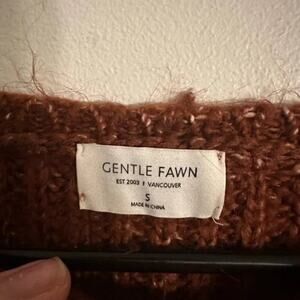 GENTLE FAWN
EST 2003 | VANCOUVER
S
MADE IN CHINA